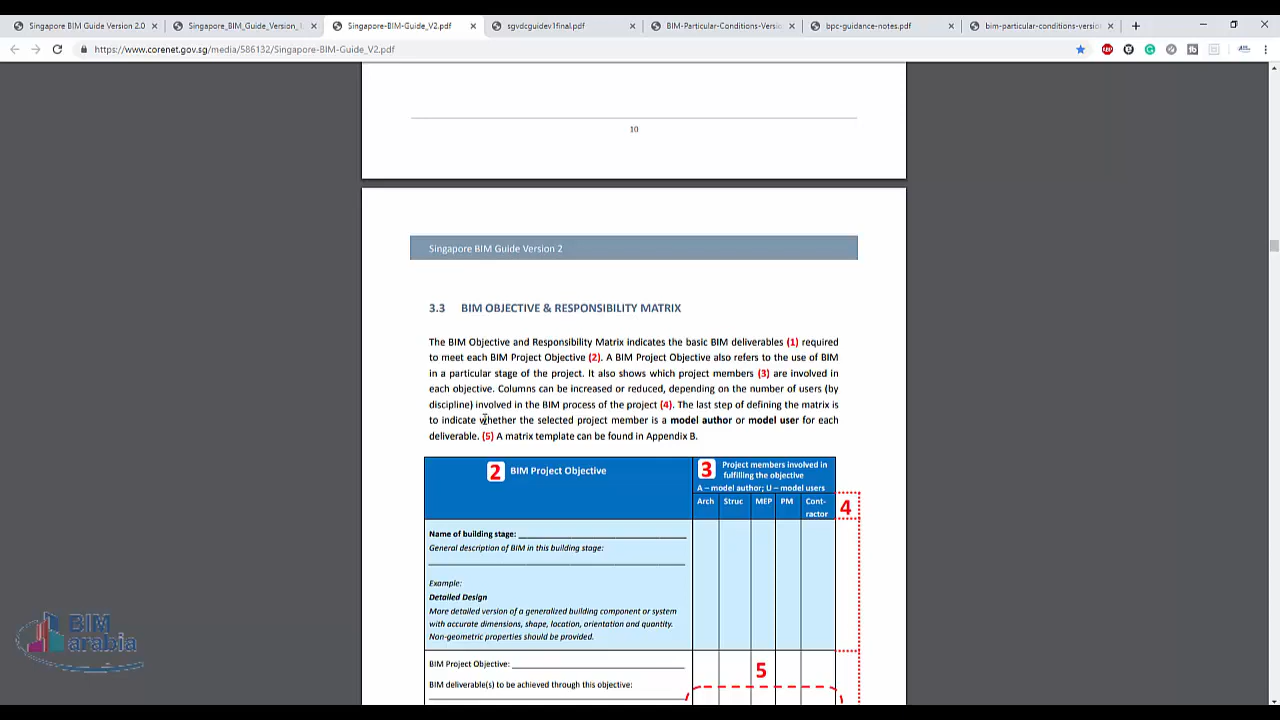 Singapore BIM Guide Version 2.0
Singapore_BIM_Guide_Version_
Singapore-BIM-Guide_V2.pdf
sgvdcguidev1final.pdf
BIM-Particular-Conditions-Versio
bpc-guidance-notes.pdf
bim-particular-conditions-versio
https://www.corenet.gov.sg/media/586132/Singapore-BIM-Guide_V2.pdf
10
Singapore BIM Guide Version 2
3.3 BIM OBJECTIVE & RESPONSIBILITY MATRIX
The BIM Objective and Responsibility Matrix indicates the basic BIM deliverables (1) required
to meet each BIM Project Objective (2). A BIM Project Objective also refers to the use of BIM
in a particular stage of the project. It also shows which project members (3) are involved in
each objective. Columns can be increased or reduced, depending on the number of users (by
discipline) involved in the BIM process of the project (4). The last step of defining the matrix is
to indicate whether the selected project member is a model author or model user for each
deliverable. (5) A matrix template can be found in Appendix B.
2 BIM Project Objective
3 Project members involved in
fulfilling the objective
A – model author; U – model users
Arch Struc MEP PM Cont-
ractor
4
Name of building stage:
General description of BIM in this building stage:
Example:
Detailed Design
More detailed version of a generalized building component or system
with accurate dimensions, shape, location, orientation and quantity.
Non-geometric properties should be provided.
BIM Project Objective:
5
BIM deliverable(s) to be achieved through this objective:
BIM
arabia